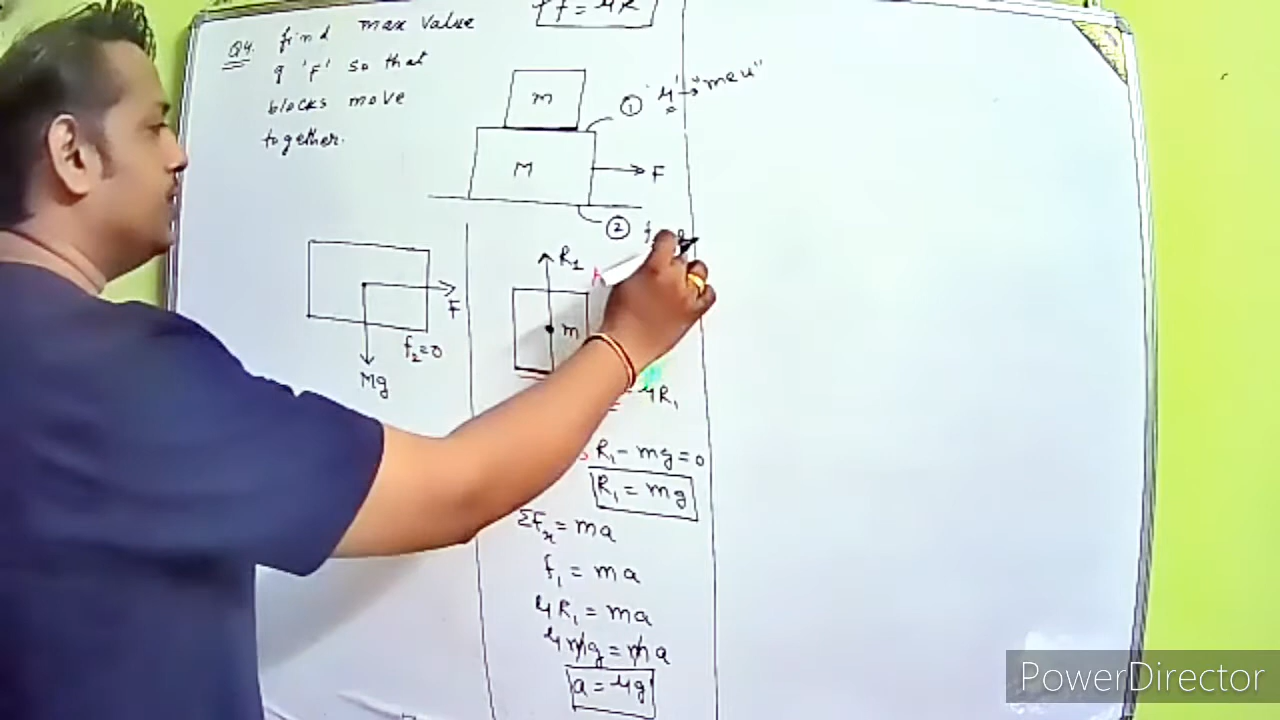 Q4. find max value
of 'F' so that
blocks move
together.
f = μR
m
① 'μ' → "meu"
M
F
②
F
f₂=0
Mg
R₁
m
μR₁
R₁ - mg = 0
R₁ = mg
ΣFₓ = ma
f₁ = ma
μR₁ = ma
μmg = ma
a = μg
PowerDirector